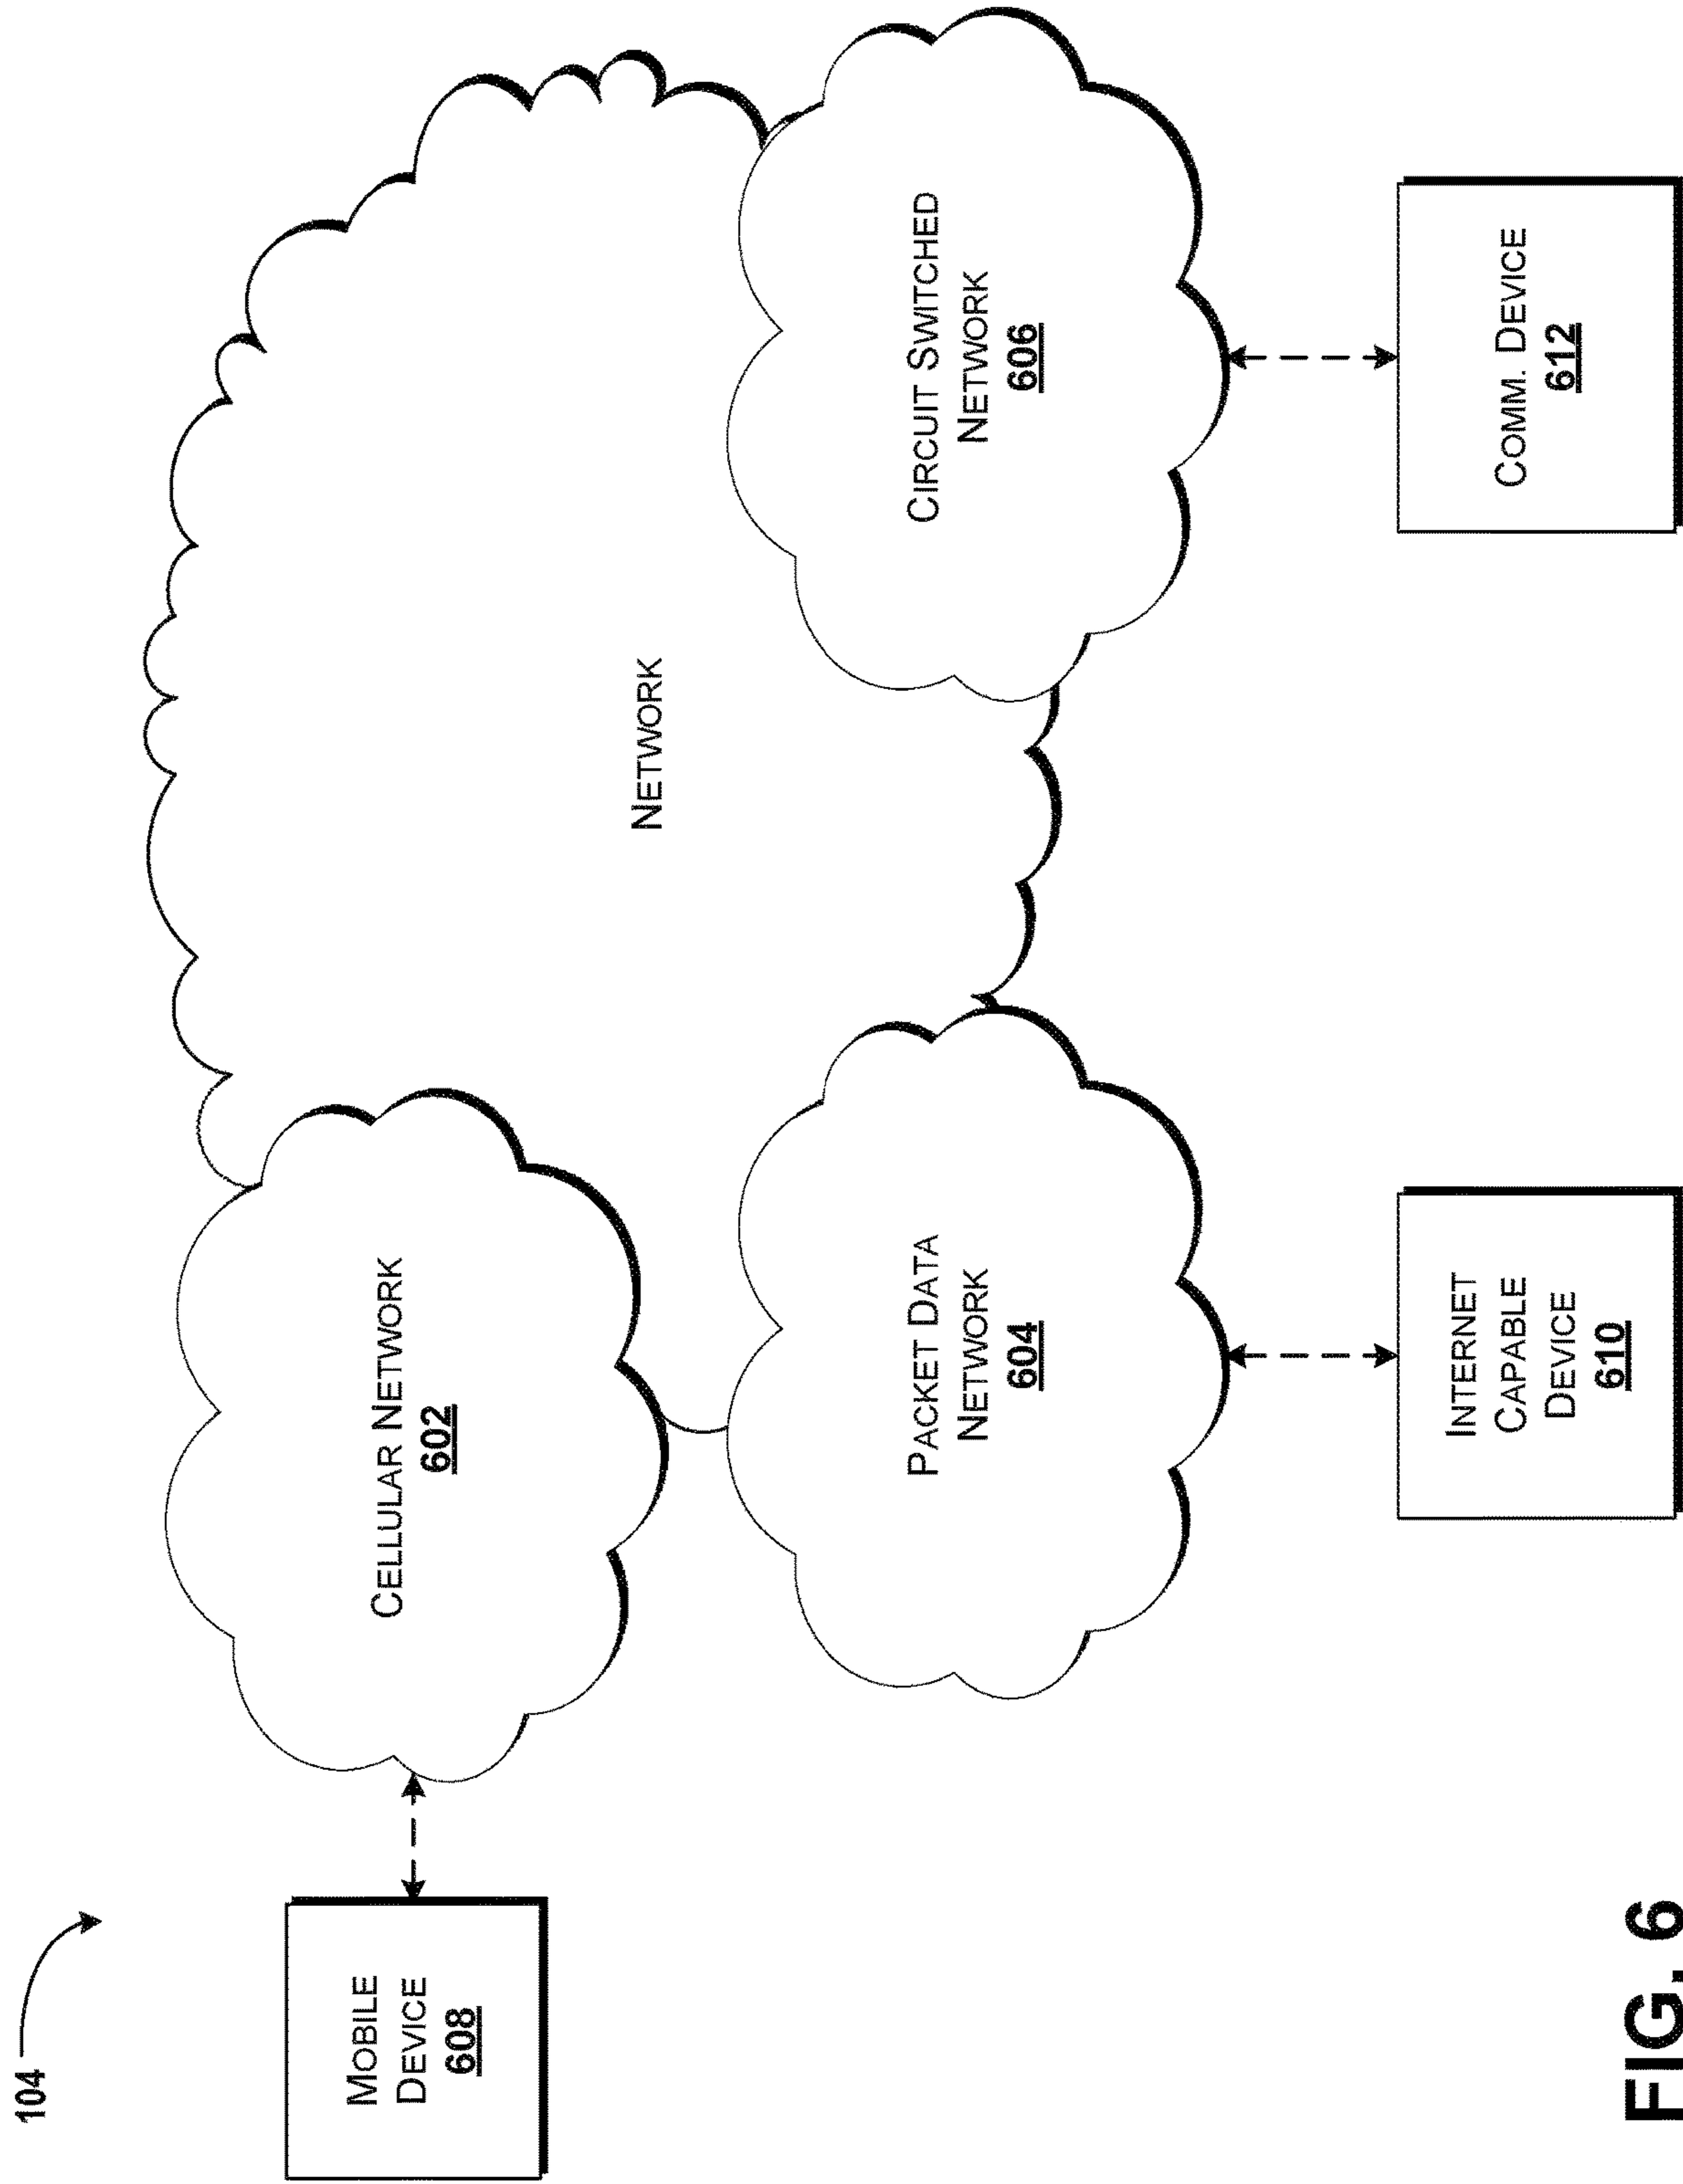 104
MOBILE
DEVICE
608
CELLULAR NETWORK
602
NETWORK
PACKET DATA
NETWORK
604
CIRCUIT SWITCHED
NETWORK
606
INTERNET
CAPABLE
DEVICE
610
COMM. DEVICE
612
FIG. 6